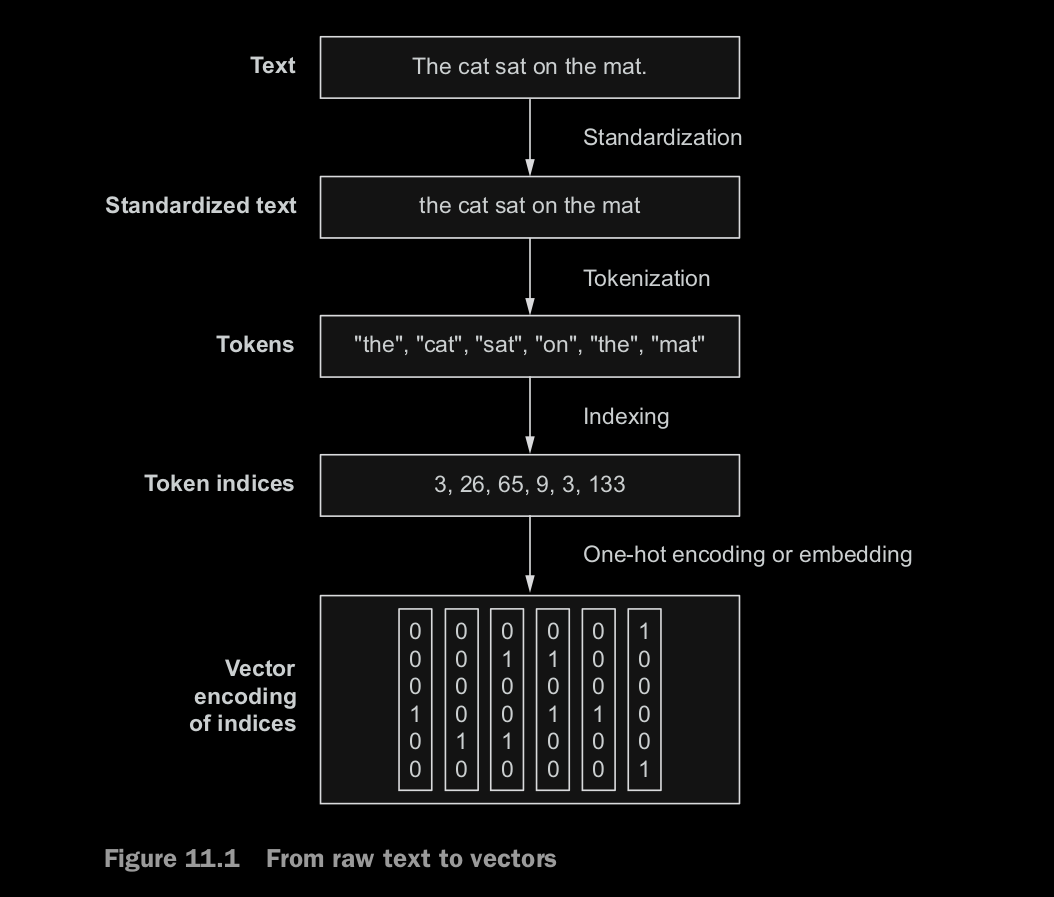 Text
The cat sat on the mat.
Standardization
Standardized text
the cat sat on the mat
Tokenization
Tokens
"the", "cat", "sat", "on", "the", "mat"
Indexing
Token indices
3, 26, 65, 9, 3, 133
One-hot encoding or embedding
Vector
encoding
of indices
0 0 0 0 0 1
0 0 1 1 0 0
0 0 0 0 0 0
1 0 0 1 1 0
0 1 1 0 0 0
0 0 0 0 0 1
Figure 11.1 From raw text to vectors